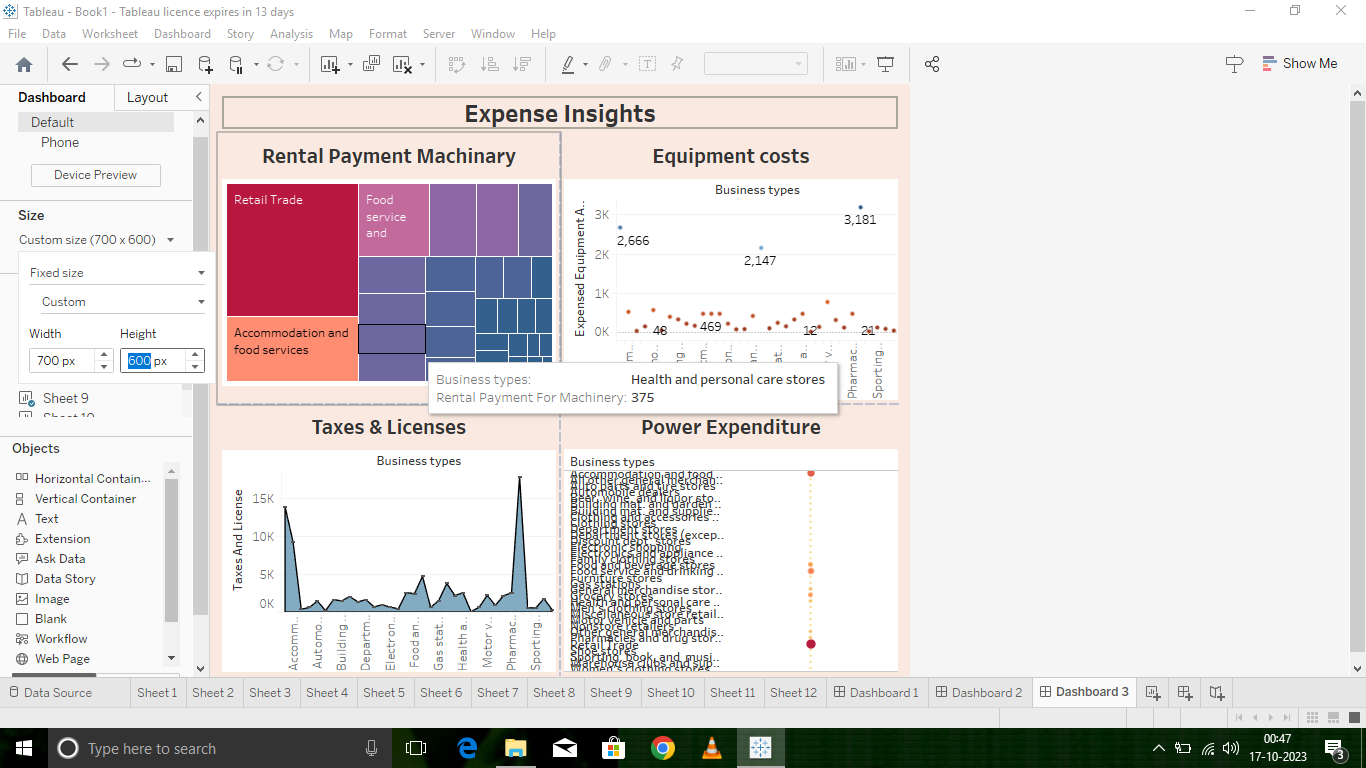 Tableau - Book1 - Tableau licence expires in 13 days
File Data Worksheet Dashboard Story Analysis Map Format Server Window Help
Show Me
Dashboard Layout
Default
Phone
Device Preview
Size
Custom size (700 x 600)
Fixed size
Custom
Width Height
700 px 600 px
Sheet 9
Sheet 10
Objects
Horizontal Contain...
Vertical Container
Text
Extension
Ask Data
Data Story
Image
Blank
Workflow
Web Page
Expense Insights
Rental Payment Machinary
Retail Trade
Food
service
and
Accommodation and
food services
Equipment costs
Business types
Expensed Equipment A..
3K
2K
1K
0K
2,666
2,147
3,181
48
469
12
21
Pharmac..
Sporting..
Business types: Health and personal care stores
Rental Payment For Machinery: 375
Taxes & Licenses
Business types
Taxes And License
15K
10K
5K
0K
Accomm..
Automo..
Building..
Departm..
Electron..
Food an..
Gas stat..
Health a..
Motor v..
Pharmac..
Sporting..
Power Expenditure
Business types
Accommodation and food ..
All other general merchan..
Auto parts and tire stores
Automobile dealers
Beer, wine, and liquor sto..
Building mat. and garden ..
Building mat. and supplie..
Clothing and accessories ..
Clothing stores
Department stores
Department stores (excep..
Discount dept. stores
Electronic shopping
Electronics and appliance ..
Family clothing stores
Food and beverage stores
Food service and drinking ..
Furniture stores
Gas stations
General merchandise stor..
Grocery stores
Health and personal care ..
Men's clothing stores
Miscellaneous store retail..
Motor vehicle and parts
Nonstore retailers
Other general merchandis..
Pharmacies and drug stor..
Retail Trade
Shoe stores
Sporting, book, and, musi..
Warehouse clubs and sup..
Women's clothing stores
Data Source Sheet 1 Sheet 2 Sheet 3 Sheet 4 Sheet 5 Sheet 6 Sheet 7 Sheet 8 Sheet 9 Sheet 10 Sheet 11 Sheet 12 Dashboard 1 Dashboard 2 Dashboard 3
Type here to search
00:47
17-10-2023
3